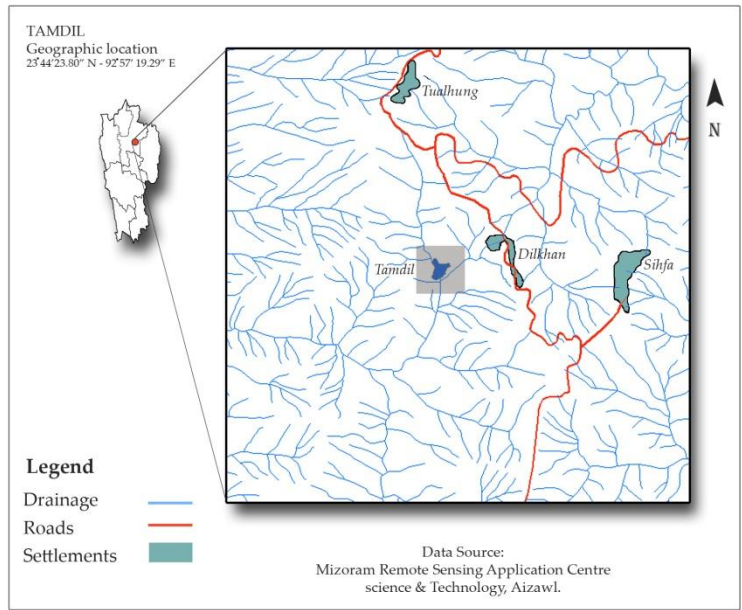 TAMDIL
Geographic location
23°44'23.80" N - 92°57' 19.29" E
Tualhung
N
Tamdil
Dilkhan
Sihfa
Legend
Drainage
Roads
Settlements
Data Source:
Mizoram Remote Sensing Application Centre
science & Technology, Aizawl.